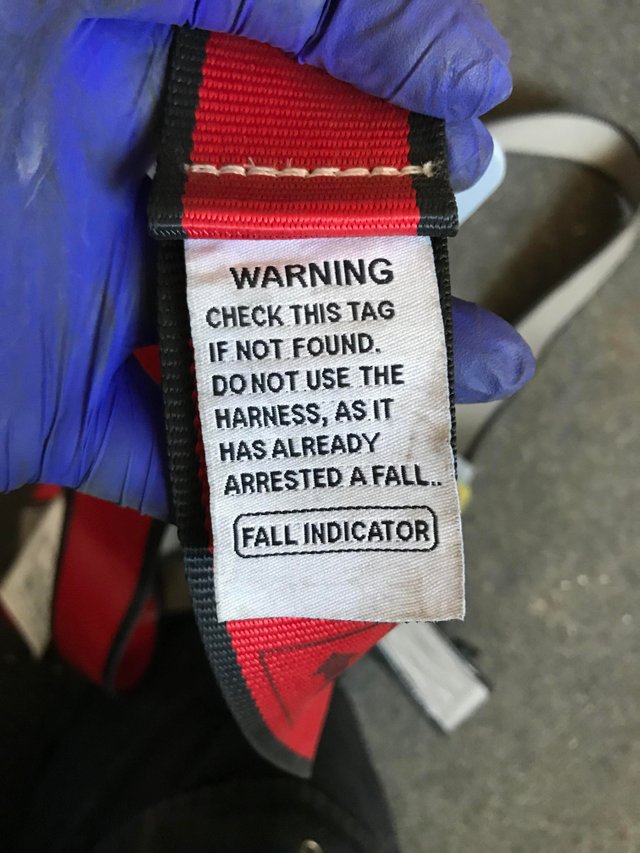 WARNING
CHECK THIS TAG
IF NOT FOUND.
DO NOT USE THE
HARNESS, AS IT
HAS ALREADY
ARRESTED A FALL..
FALL INDICATOR